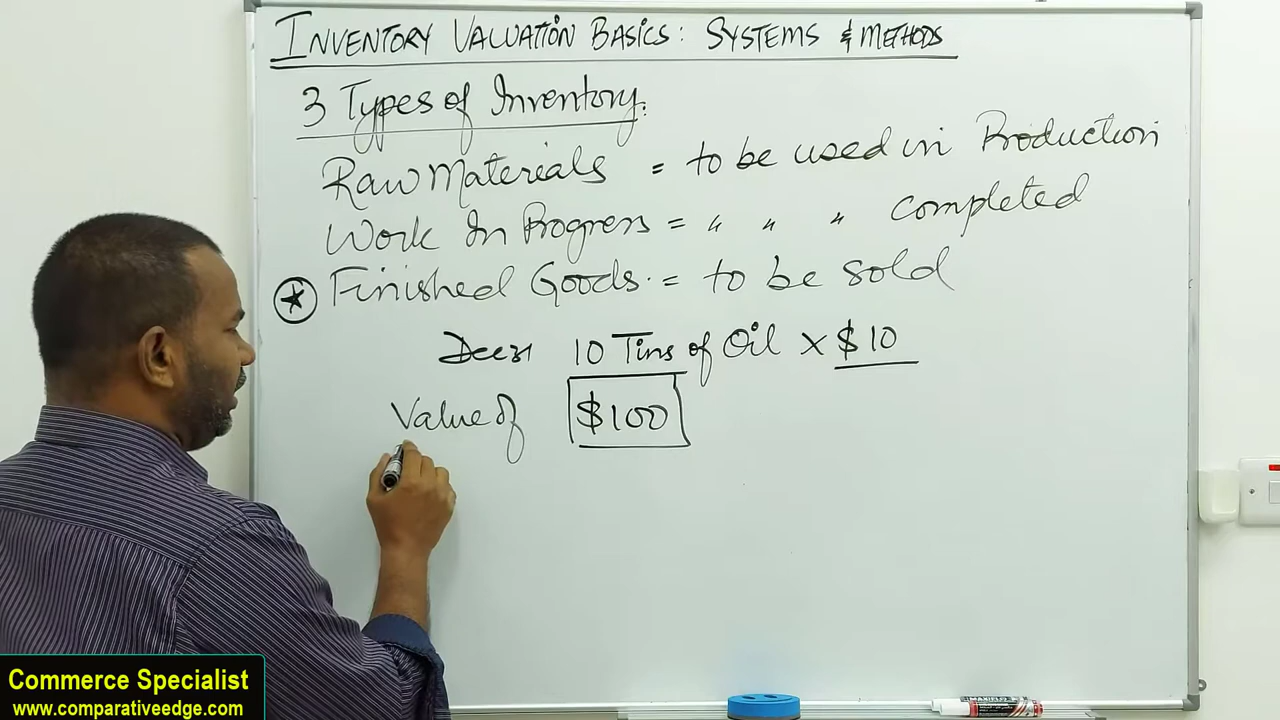 INVENTORY VALUATION BASICS: SYSTEMS & METHODS
3 Types of Inventory:
Raw Materials = to be used in Production
Work In Progress = " " " completed
Finished Goods. = to be sold
Dec31 10 Tins of Oil X $10
Value of $100
Commerce Specialist
www.comparativeedge.com